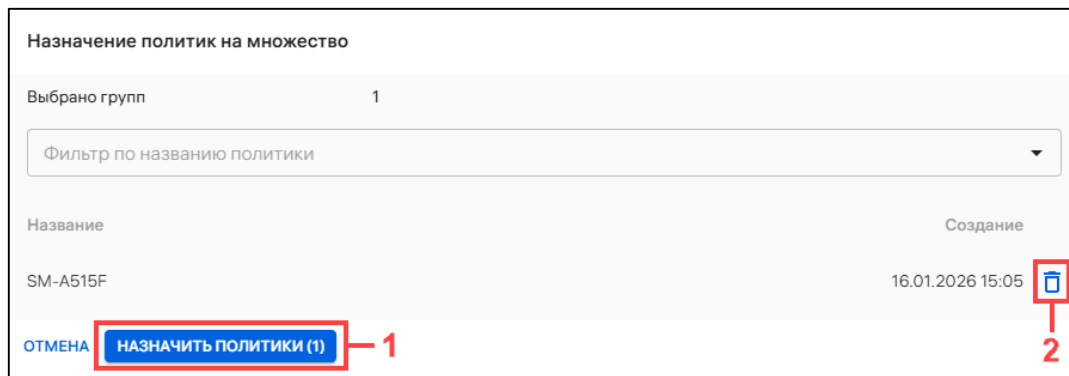 Назначение политик на множество
Выбрано групп 1
Фильтр по названию политики
Название Создание
SM-A515F 16.01.2026 15:05
ОТМЕНА НАЗНАЧИТЬ ПОЛИТИКИ (1) 1
2